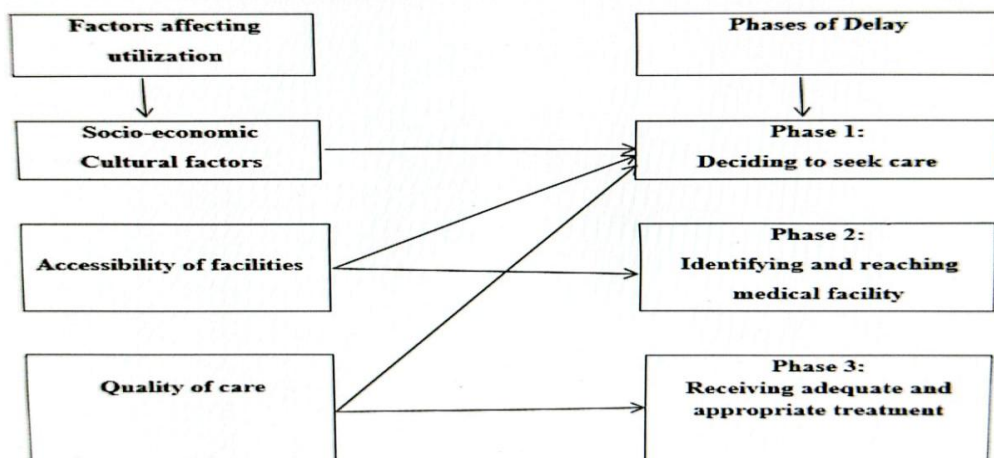 Factors affecting
utilization
Phases of Delay
Socio-economic
Cultural factors
Phase 1:
Deciding to seek care
Accessibility of facilities
Phase 2:
Identifying and reaching
medical facility
Quality of care
Phase 3:
Receiving adequate and
appropriate treatment